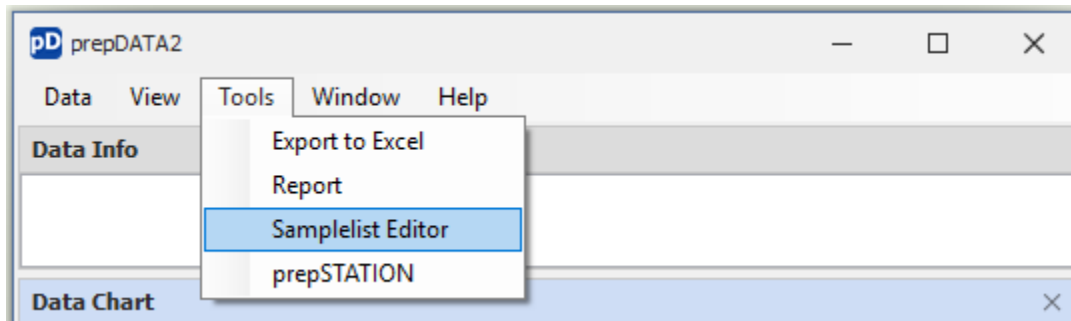 pD prepDATA2
Data View Tools Window Help
Data Info
Export to Excel
Report
Samplelist Editor
prepSTATION
Data Chart